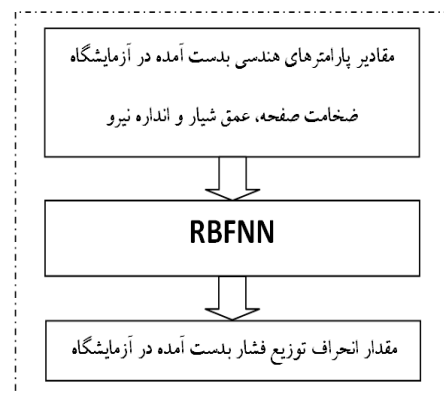 مقادیر پارامترهای هندسی بدست آمده در آزمایشگاه
ضخامت صفحه، عمق شیار و انداره نیرو
RBFNN
مقدار انحراف توزیع فشار بدست آمده در آزمایشگاه